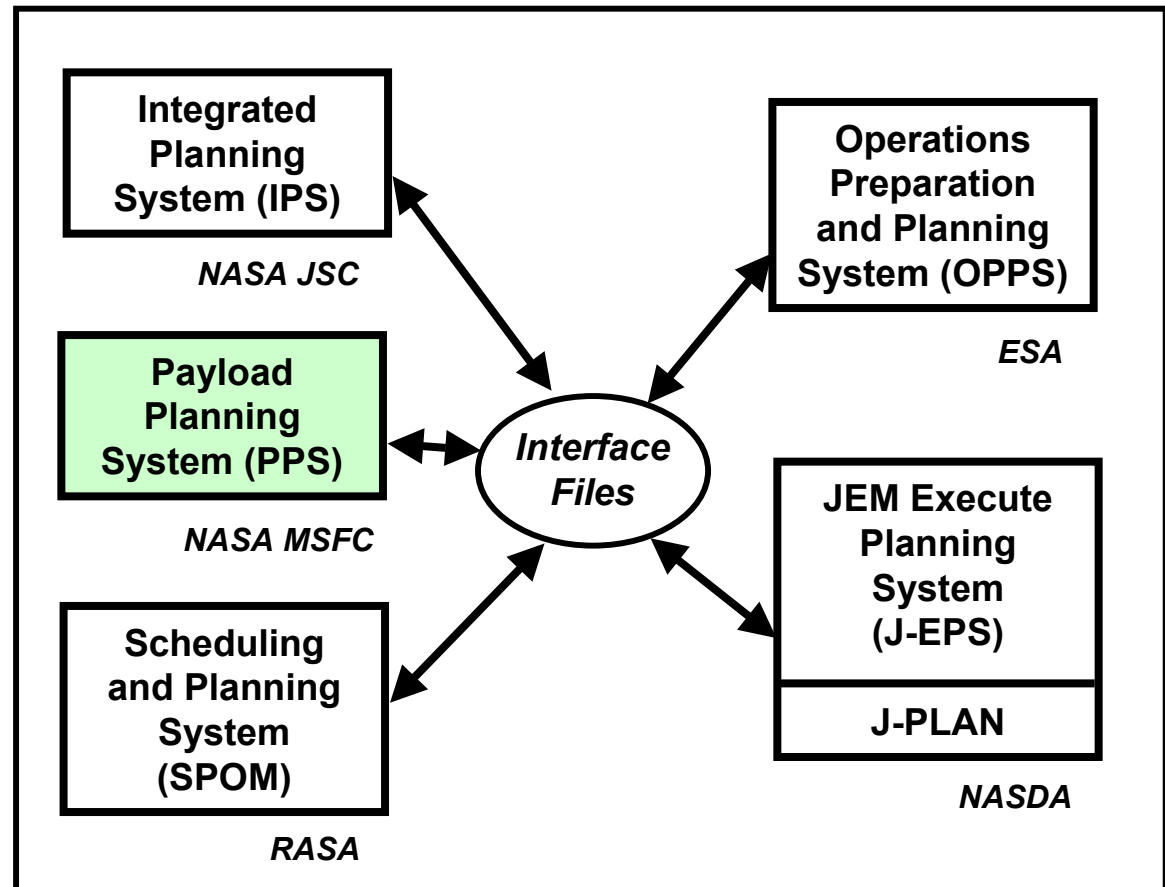 Integrated
Planning
System (IPS)
NASA JSC
Payload
Planning
System (PPS)
NASA MSFC
Scheduling
and Planning
System
(SPOM)
RASA
Interface
Files
Operations
Preparation
and Planning
System (OPPS)
ESA
JEM Execute
Planning
System
(J-EPS)
J-PLAN
NASDA